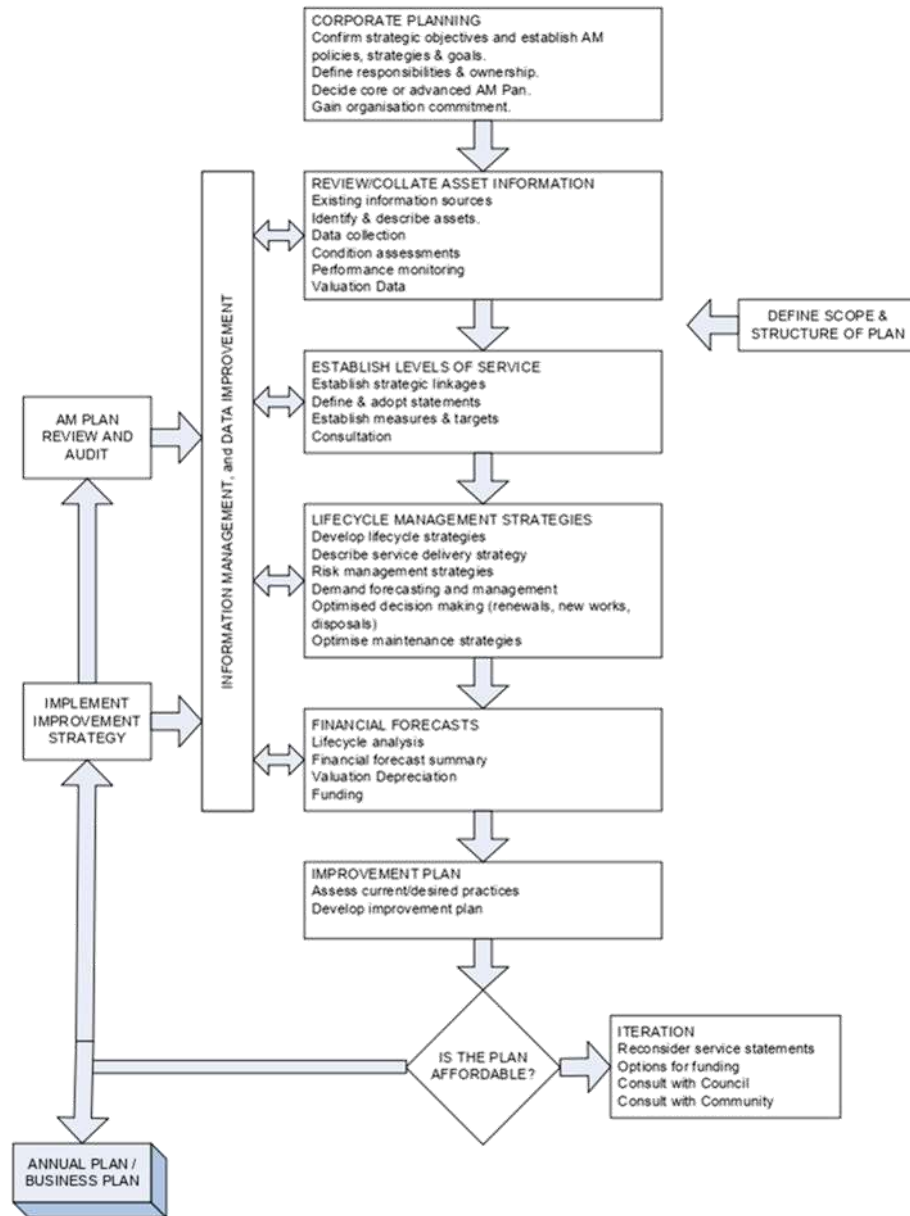 CORPORATE PLANNING
Confirm strategic objectives and establish AM
policies, strategies & goals.
Define responsibilities & ownership.
Decide core or advanced AM Pan.
Gain organisation commitment.
REVIEW/COLLATE ASSET INFORMATION
Existing information sources
Identify & describe assets.
Data collection
Condition assessments
Performance monitoring
Valuation Data
DEFINE SCOPE &
STRUCTURE OF PLAN
INFORMATION MANAGEMENT, and DATA IMPROVEMENT
ESTABLISH LEVELS OF SERVICE
Establish strategic linkages
Define & adopt statements
Establish measures & targets
Consultation
AM PLAN
REVIEW AND
AUDIT
LIFECYCLE MANAGEMENT STRATEGIES
Develop lifecycle strategies
Describe service delivery strategy
Risk management strategies
Demand forecasting and management
Optimised decision making (renewals, new works,
disposals)
Optimise maintenance strategies
IMPLEMENT
IMPROVEMENT
STRATEGY
FINANCIAL FORECASTS
Lifecycle analysis
Financial forecast summary
Valuation Depreciation
Funding
IMPROVEMENT PLAN
Assess current/desired practices
Develop improvement plan
IS THE PLAN
AFFORDABLE?
ITERATION
Reconsider service statements
Options for funding
Consult with Council
Consult with Community
ANNUAL PLAN /
BUSINESS PLAN